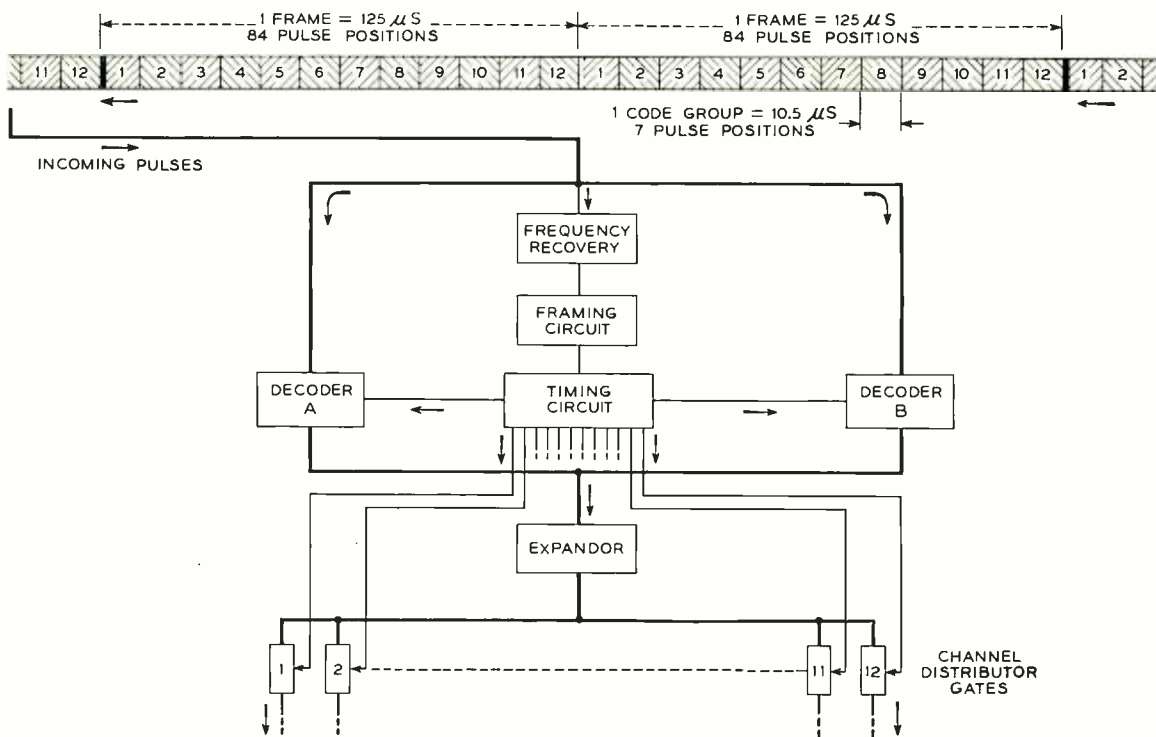 1 FRAME = 125 μS
84 PULSE POSITIONS
1 FRAME = 125 μS
84 PULSE POSITIONS
11 12 1 2 3 4 5 6 7 8 9 10 11 12 1 2 3 4 5 6 7 8 9 10 11 12 1 2
1 CODE GROUP = 10.5 μS
7 PULSE POSITIONS
INCOMING PULSES
FREQUENCY
RECOVERY
FRAMING
CIRCUIT
DECODER
A
TIMING
CIRCUIT
DECODER
B
EXPANDOR
1 2 11 12
CHANNEL
DISTRIBUTOR
GATES